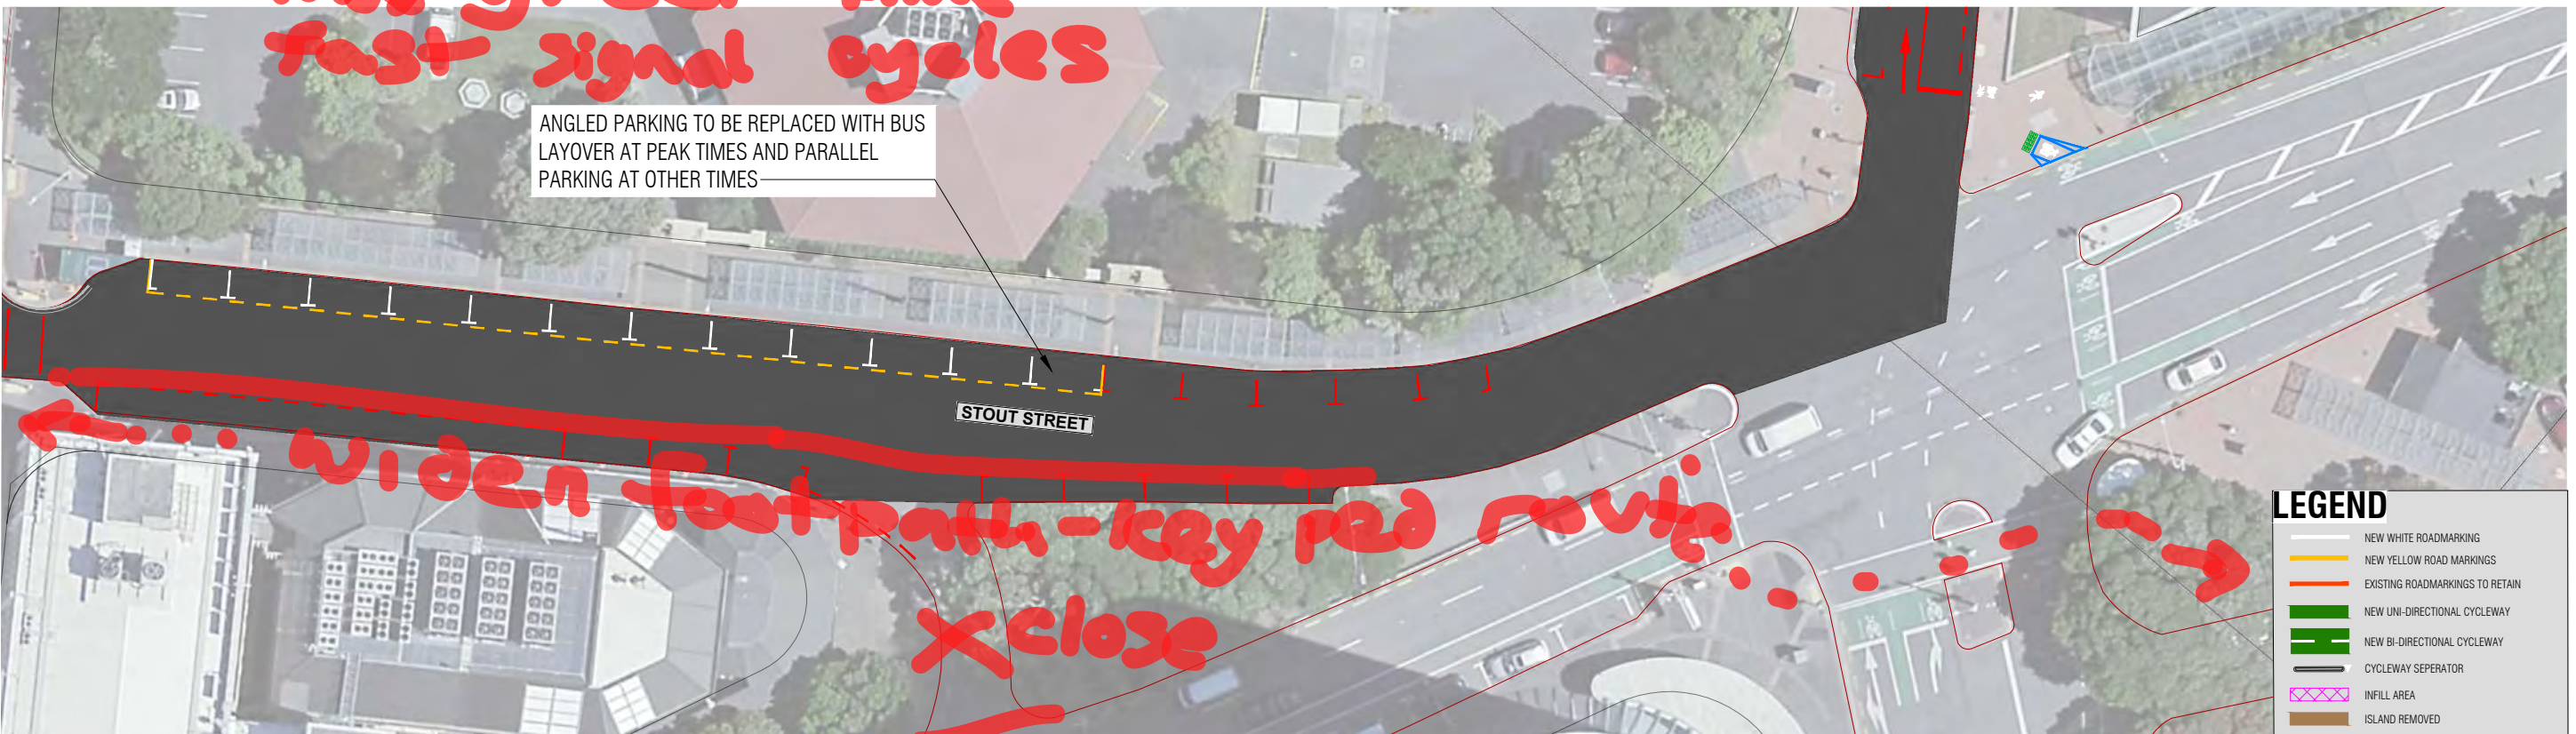 Fast signal cycles
ANGLED PARKING TO BE REPLACED WITH BUS
LAYOVER AT PEAK TIMES AND PARALLEL
PARKING AT OTHER TIMES
STOUT STREET
widen footpath - key ped route
X close
LEGEND
NEW WHITE ROADMARKING
NEW YELLOW ROAD MARKINGS
EXISTING ROADMARKINGS TO RETAIN
NEW UNI-DIRECTIONAL CYCLEWAY
NEW BI-DIRECTIONAL CYCLEWAY
CYCLEWAY SEPERATOR
INFILL AREA
ISLAND REMOVED